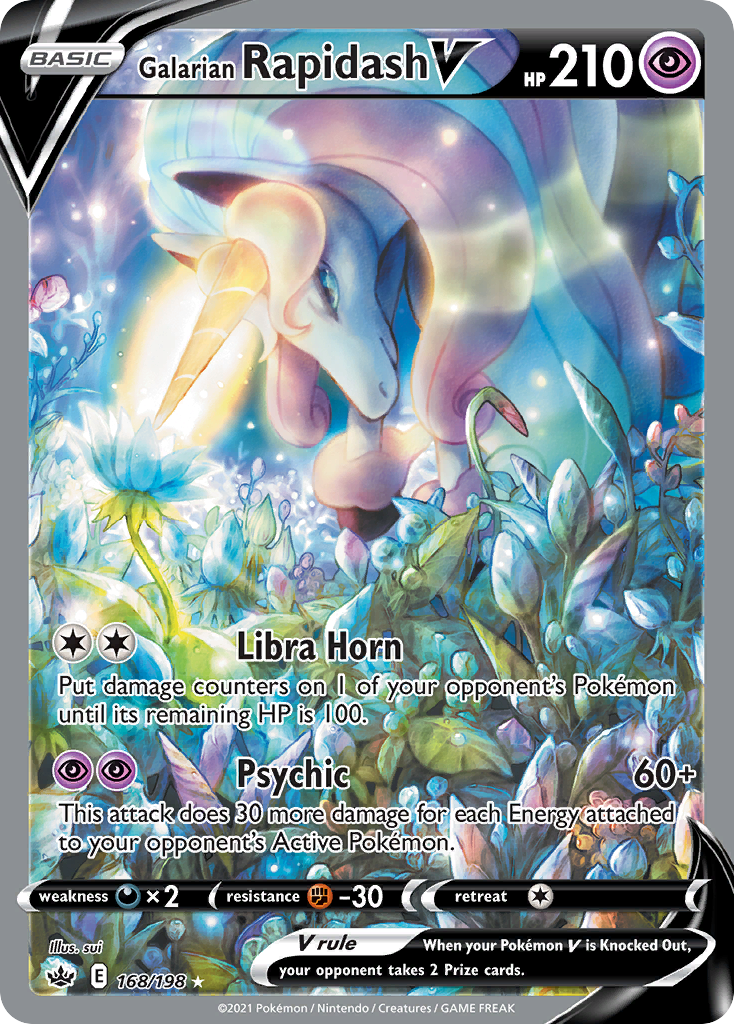 BASIC
Galarian Rapidash V HP 210
Libra Horn
Put damage counters on 1 of your opponent's Pokémon
until its remaining HP is 100.
Psychic 60+
This attack does 30 more damage for each Energy attached
to your opponent's Active Pokémon.
weakness ×2 resistance -30 retreat
Illus. sui
V rule When your Pokémon V is Knocked Out,
your opponent takes 2 Prize cards.
E 168/198 ★
©2021 Pokémon / Nintendo / Creatures / GAME FREAK